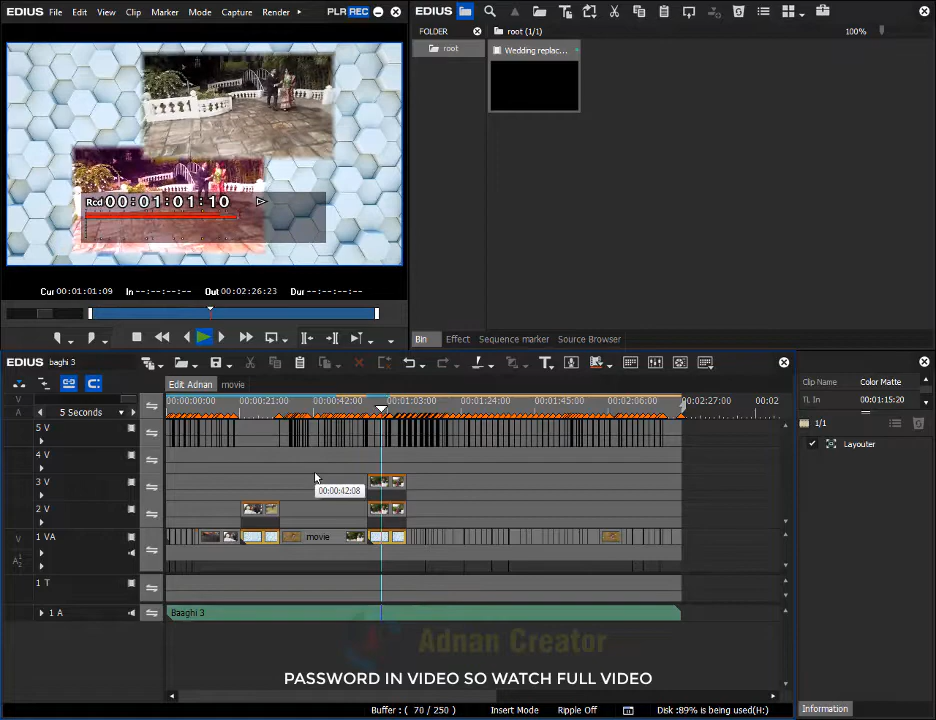 EDIUS File Edit View Clip Marker Mode Capture Render PLR REC
Rcd 00:01:01:10
Cur 00:01:01:09 In --:--:--:-- Out 00:02:26:23 Dur --:--:--:--
EDIUS
FOLDER root (1/1) 100%
root
Wedding replac...
Bin Effect Sequence marker Source Browser
EDIUS baghi 3
Edit Adnan movie
V
A 5 Seconds
00:00:00:00 00:00:21:00 00:00:42:00 00:01:03:00 00:01:24:00 00:01:45:00 00:02:06:00 00:02:27:00 00:02
5 V
4 V
3 V
00:00:42:08
2 V
V 1 VA movie
1 T
1 A Baaghi 3
Clip Name Color Matte
TL In 00:01:15:20
1/1
Layouter
Adnan Creator
PASSWORD IN VIDEO SO WATCH FULL VIDEO
Buffer : ( 70 / 250 ) Insert Mode Ripple Off Disk :89% is being used(H:)
Information